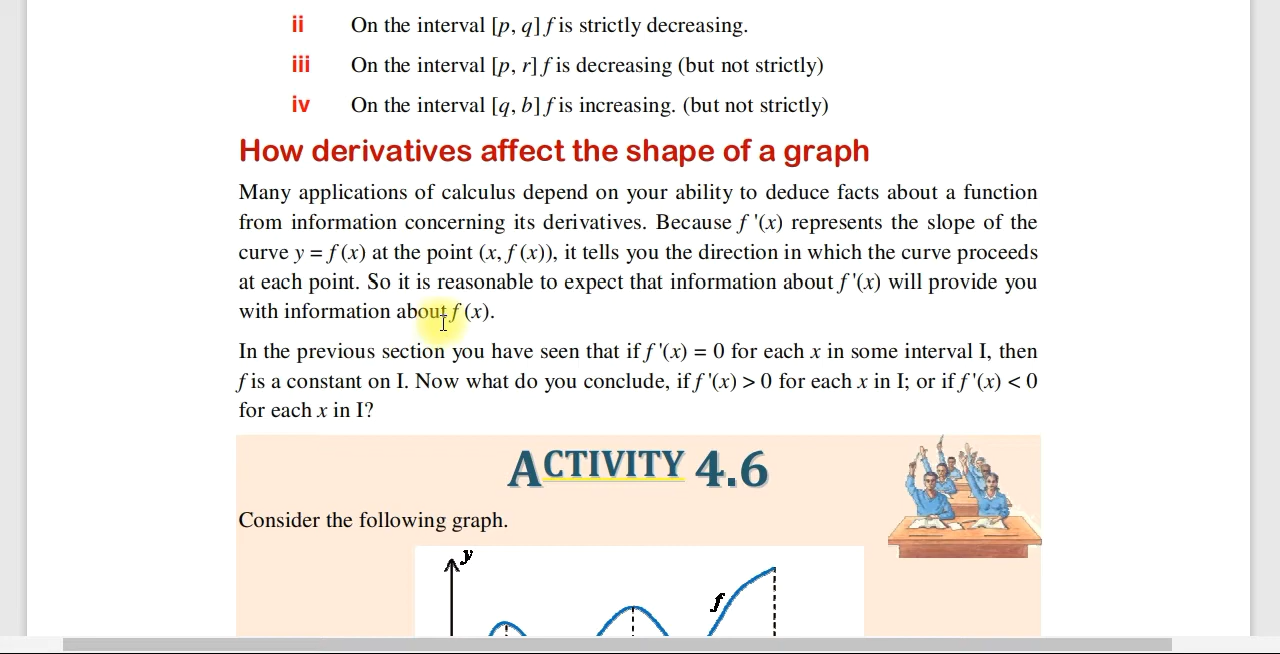 ii On the interval [p, q] f is strictly decreasing.
iii On the interval [p, r] f is decreasing (but not strictly)
iv On the interval [q, b] f is increasing. (but not strictly)
How derivatives affect the shape of a graph
Many applications of calculus depend on your ability to deduce facts about a function
from information concerning its derivatives. Because f '(x) represents the slope of the
curve y = f (x) at the point (x, f (x)), it tells you the direction in which the curve proceeds
at each point. So it is reasonable to expect that information about f '(x) will provide you
with information about f (x).
In the previous section you have seen that if f '(x) = 0 for each x in some interval I, then
f is a constant on I. Now what do you conclude, if f '(x) > 0 for each x in I; or if f '(x) < 0
for each x in I?
ACTIVITY 4.6
Consider the following graph.
y
f